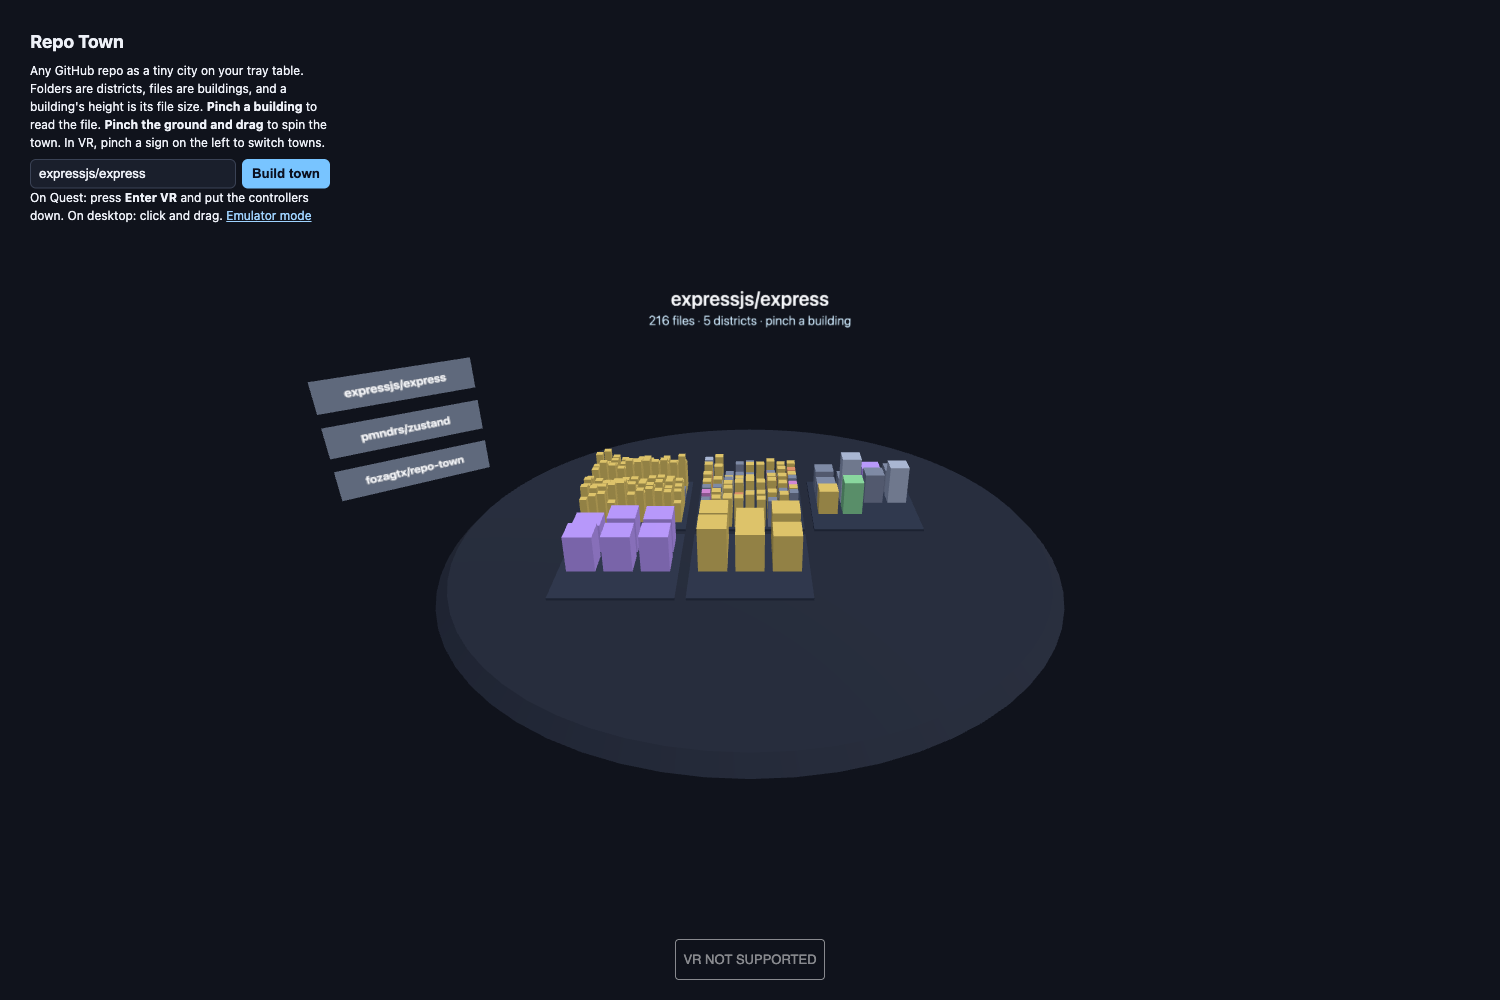 Repo Town
Any GitHub repo as a tiny city on your tray table.
Folders are districts, files are buildings, and a
building's height is its file size. Pinch a building to
read the file. Pinch the ground and drag to spin the
town. In VR, pinch a sign on the left to switch towns.
expressjs/express
Build town
On Quest: press Enter VR and put the controllers
down. On desktop: click and drag. Emulator mode
expressjs/express
216 files · 5 districts · pinch a building
expressjs/express
pmndrs/zustand
fozagtx/repo-town
VR NOT SUPPORTED